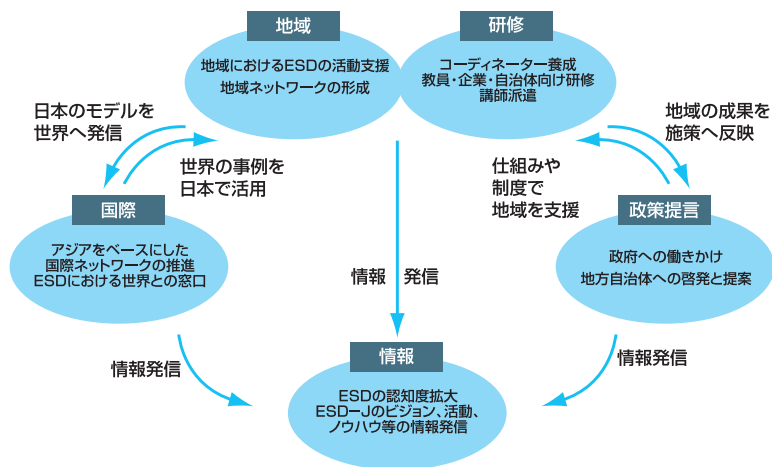 地域
地域におけるESDの活動支援
地域ネットワークの形成
研修
コーディネーター養成
教員・企業・自治体向け研修
講師派遣
日本のモデルを
世界へ発信
世界の事例を
日本で活用
仕組みや
制度で
地域を支援
地域の成果を
施策へ反映
国際
アジアをベースにした
国際ネットワークの推進
ESDにおける世界との窓口
政策提言
政府への働きかけ
地方自治体への啓発と提案
情報 発信
情報発信
情報発信
情報
ESDの認知度拡大
ESD－Jのビジョン、活動、
ノウハウ等の情報発信